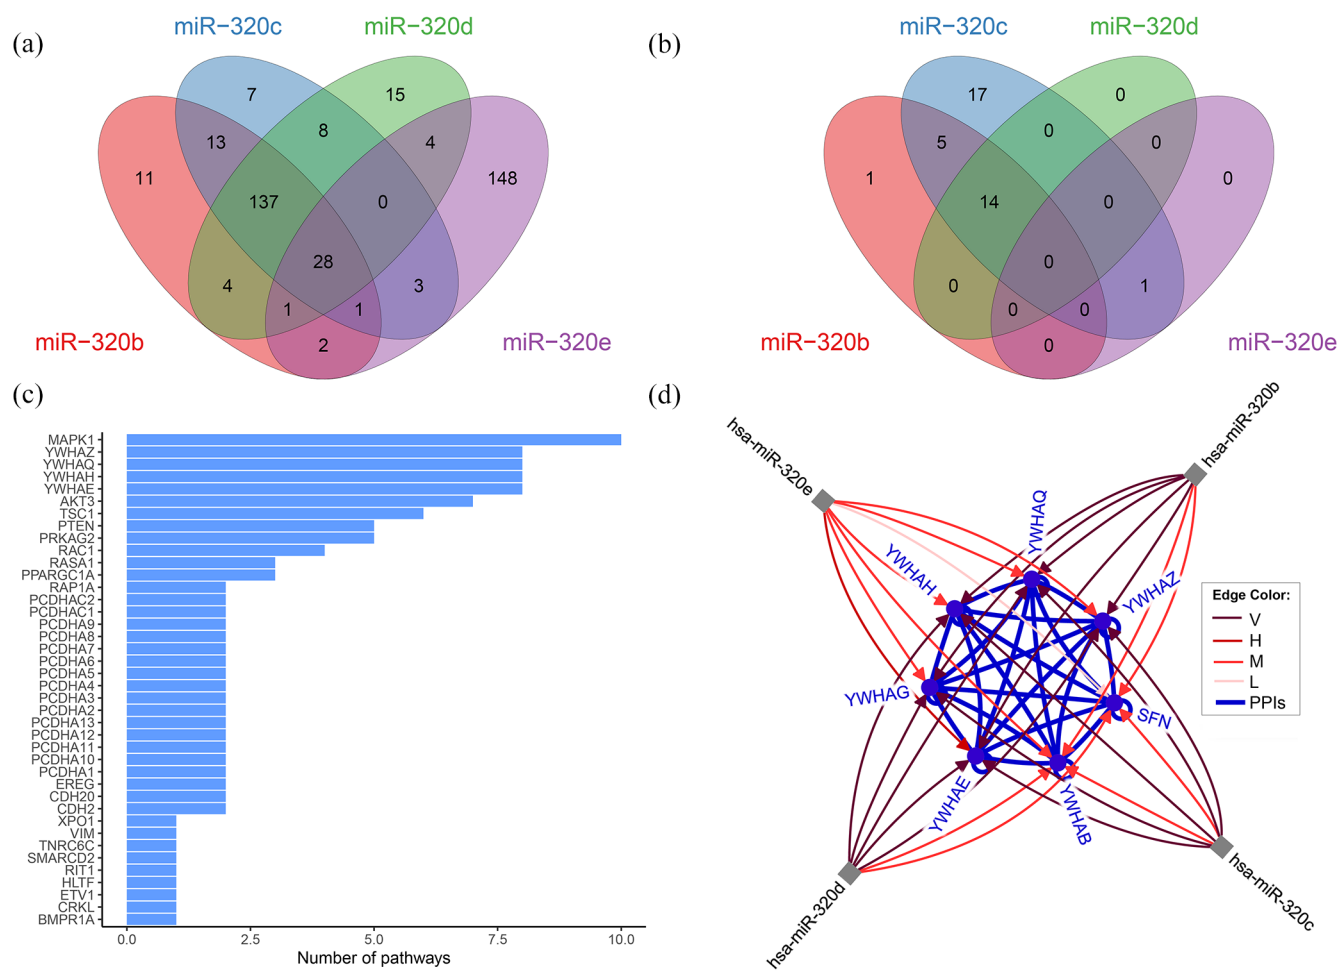 (a)
miR−320c
miR−320d
7
15
13
8
4
11
137
0
148
28
4
1
1
3
2
miR−320b
miR−320e
(b)
miR−320c
miR−320d
17
0
5
0
0
1
14
0
0
0
0
0
0
1
0
miR−320b
miR−320e
(c)
MAPK1
YWHAZ
YWHAQ
YWHAH
YWHAE
AKT3
TSC1
PTEN
PRKAG2
RAC1
RASA1
PPARGC1A
RAP1A
PCDHAC2
PCDHAC1
PCDHA9
PCDHA8
PCDHA7
PCDHA6
PCDHA5
PCDHA4
PCDHA3
PCDHA2
PCDHA13
PCDHA12
PCDHA11
PCDHA10
PCDHA1
EREG
CDH20
CDH2
XPO1
VIM
TNRC6C
SMARCD2
RIT1
HLTF
ETV1
CRKL
BMPR1A
0.0 2.5 5.0 7.5 10.0
Number of pathways
(d)
hsa-miR-320e
hsa-miR-320b
YWHAQ
YWHAH
YWHAZ
YWHAG
SFN
YWHAE
YWHAB
hsa-miR-320d
hsa-miR-320c
Edge Color:
V
H
M
L
PPIs